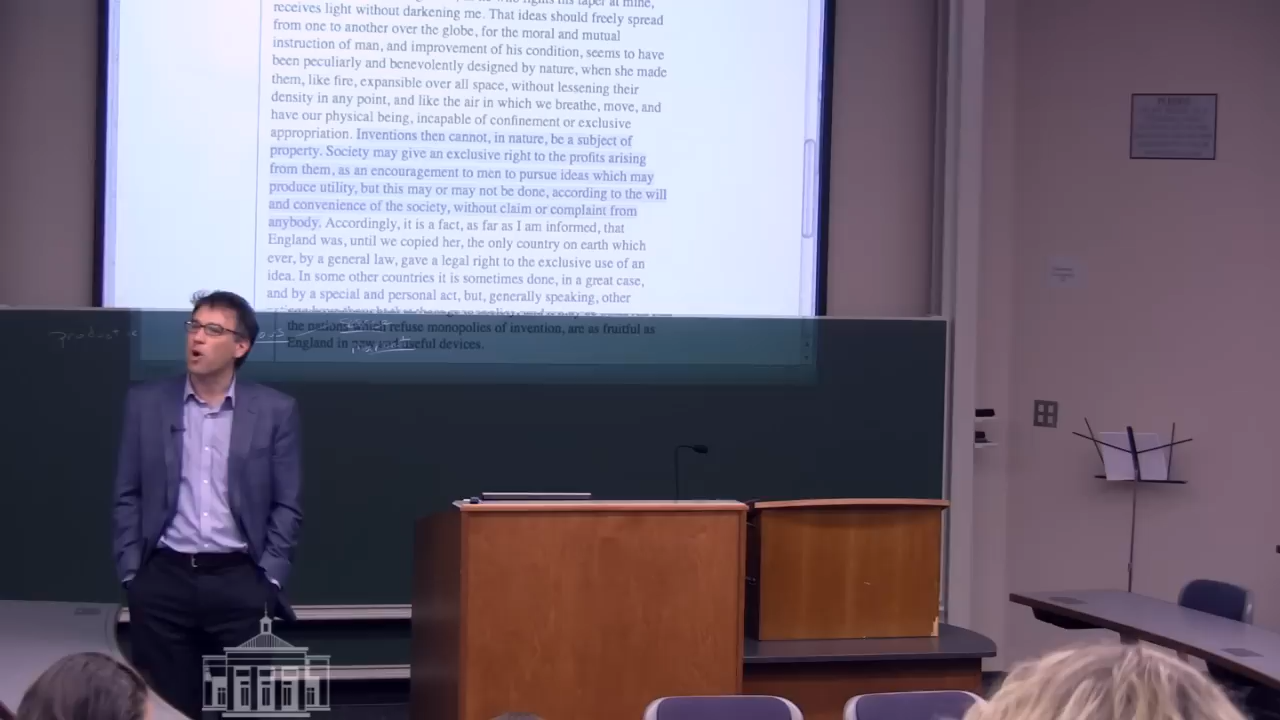 receives light without darkening me. That ideas should freely spread
from one to another over the globe, for the moral and mutual
instruction of man, and improvement of his condition, seems to have
been peculiarly and benevolently designed by nature, when she made
them, like fire, expansible over all space, without lessening their
density in any point, and like the air in which we breathe, move, and
have our physical being, incapable of confinement or exclusive
appropriation. Inventions then cannot, in nature, be a subject of
property. Society may give an exclusive right to the profits arising
from them, as an encouragement to men to pursue ideas which may
produce utility, but this may or may not be done, according to the will
and convenience of the society, without claim or complaint from
anybody. Accordingly, it is a fact, as far as I am informed, that
England was, until we copied her, the only country on earth which
ever, by a general law, gave a legal right to the exclusive use of an
idea. In some other countries it is sometimes done, in a great case,
and by a special and personal act, but, generally speaking, other
the nations which refuse monopolies of invention, are as fruitful as
England in new and useful devices.